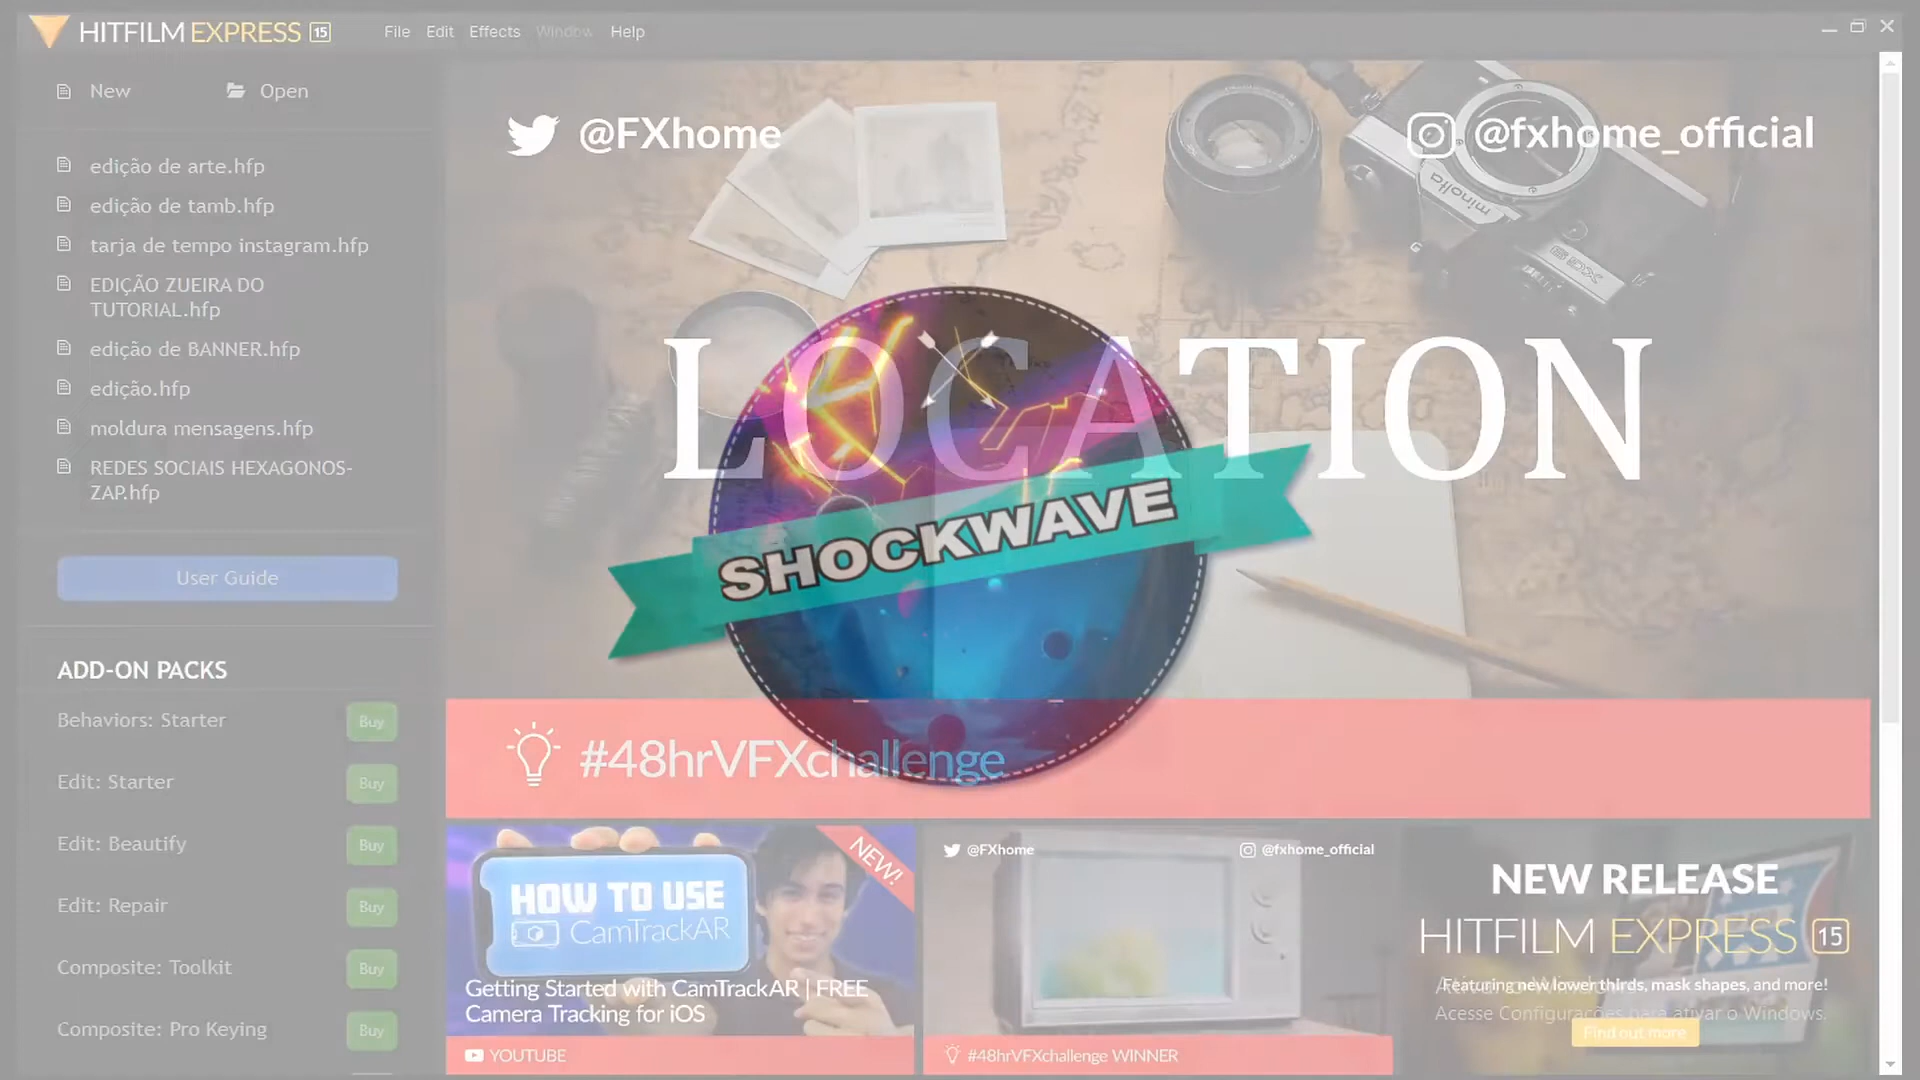 HITFILM EXPRESS 15
File Edit Effects Window Help
New
Open
edição de arte.hfp
edição de tamb.hfp
tarja de tempo instagram.hfp
EDIÇÃO ZUEIRA DO
TUTORIAL.hfp
edição de BANNER.hfp
edição.hfp
moldura mensagens.hfp
REDES SOCIAIS HEXAGONOS-
ZAP.hfp
User Guide
ADD-ON PACKS
Behaviors: Starter Buy
Edit: Starter Buy
Edit: Beautify Buy
Edit: Repair Buy
Composite: Toolkit Buy
Composite: Pro Keying Buy
@FXhome
@fxhome_official
minolta
LOCATION
SHOCKWAVE
#48hrVFXchallenge
NEW!
HOW TO USE
CamTrackAR
Getting Started with CamTrackAR | FREE
Camera Tracking for iOS
YOUTUBE
@FXhome
@fxhome_official
#48hrVFXchallenge WINNER
NEW RELEASE
HITFILM EXPRESS 15
Featuring new lower thirds, mask shapes, and more!
Acesse Configurações para ativar o Windows.
Find out more